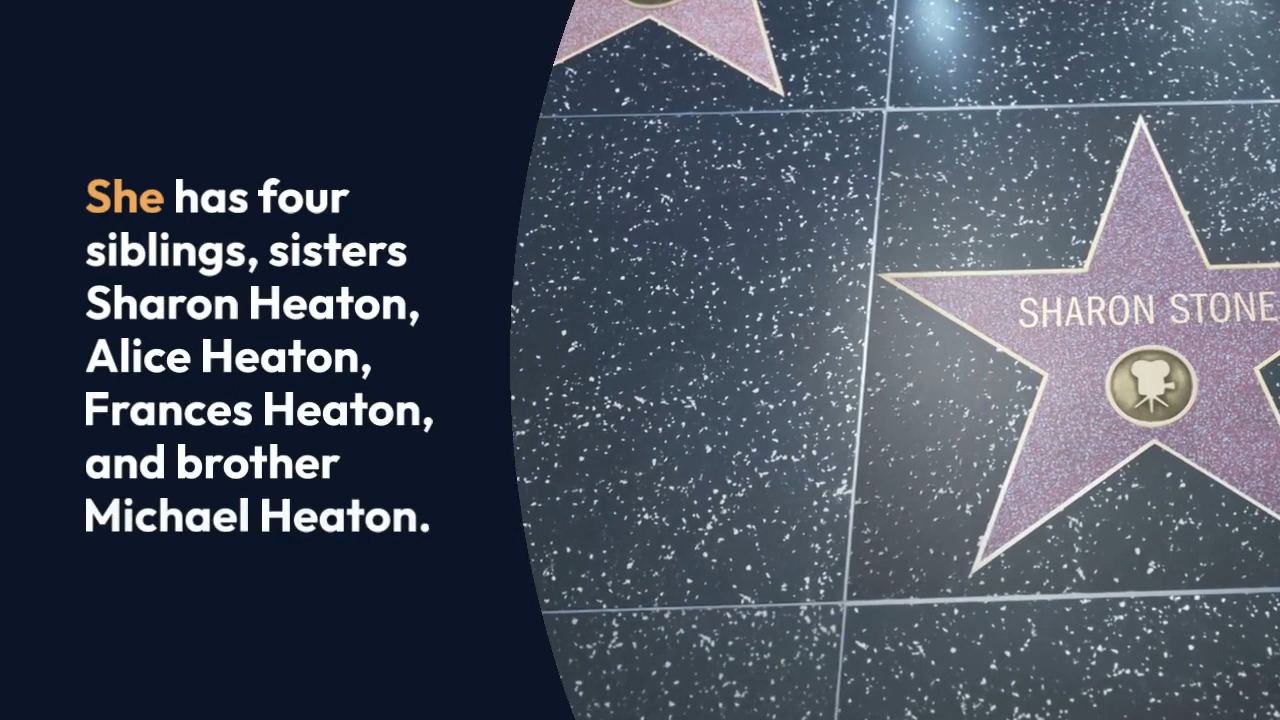 She has four
siblings, sisters
Sharon Heaton,
Alice Heaton,
Frances Heaton,
and brother
Michael Heaton.
SHARON STONE